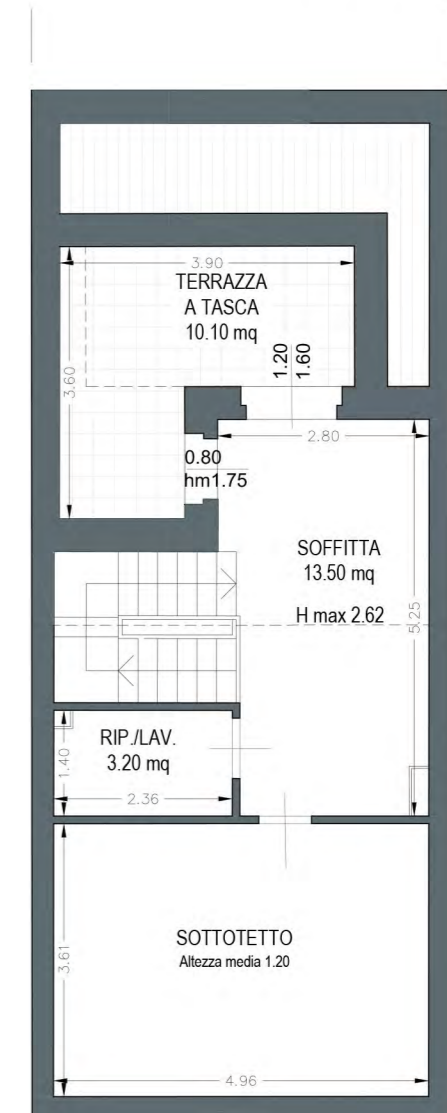 3.90
TERRAZZA
A TASCA
10.10 mq
3.60
1.20
1.60
2.80
0.80
hm1.75
SOFFITTA
13.50 mq
H max 2.62
5.25
RIP./LAV.
3.20 mq
1.40
2.36
SOTTOTETTO
Altezza media 1.20
3.61
4.96